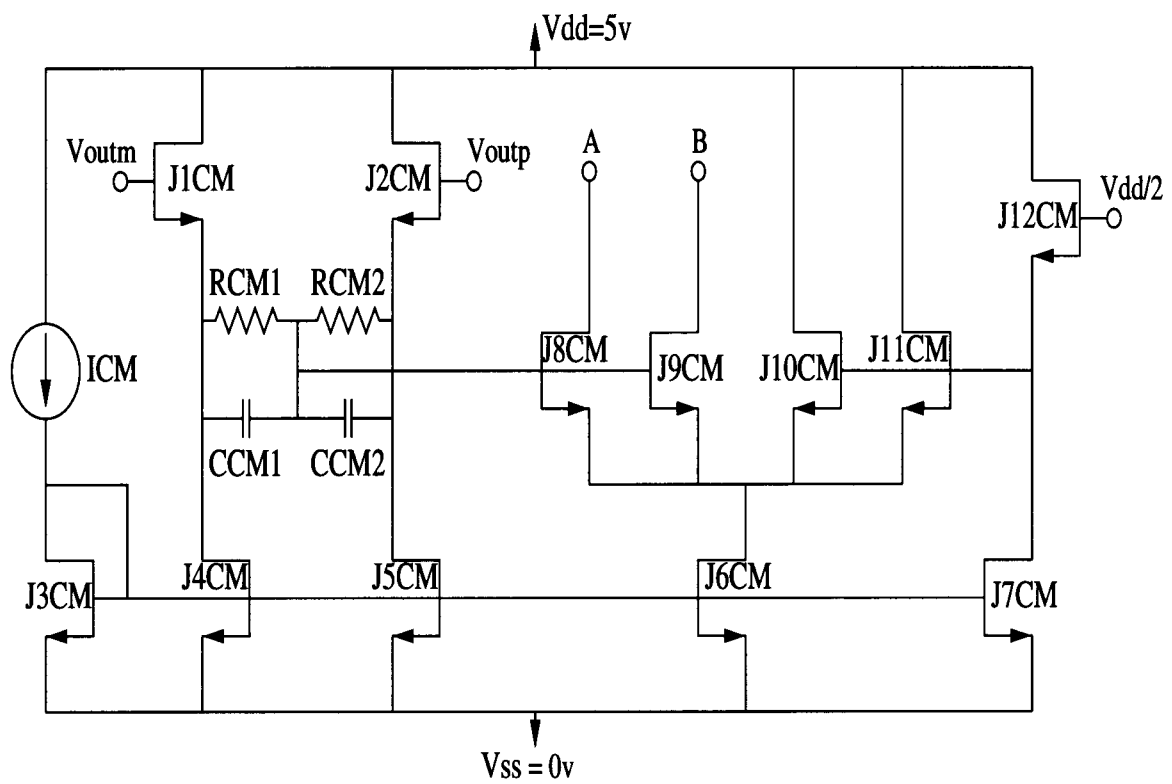 Vdd=5v
Voutm
J1CM
J2CM
Voutp
A
B
J12CM
Vdd/2
RCM1
RCM2
ICM
J8CM
J9CM
J10CM
J11CM
CCM1
CCM2
J3CM
J4CM
J5CM
J6CM
J7CM
Vss = 0v